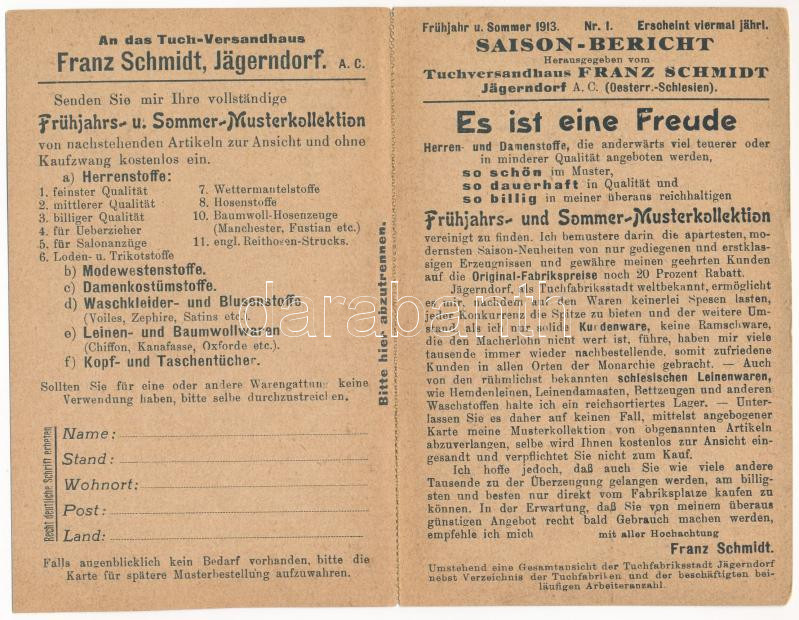 An das Tuch-Versandhaus
Franz Schmidt, Jägerndorf. A. C.
Senden Sie mir Ihre vollständige
Frühjahrs- u. Sommer-Musterkollektion
von nachstehenden Artikeln zur Ansicht und ohne
Kaufzwang kostenlos ein.
a) Herrenstoffe:
1. feinster Qualität
2. mittlerer Qualität
3. billiger Qualität
4. für Ueberzieher
5. für Salonanzüge
6. Loden- u. Trikotstoffe
7. Wettermantelstoffe
8. Hosenstoffe
10. Baumwoll-Hosenzeuge
(Manchester, Fustian etc.)
11. engl. Reithosen-Strucks.
b) Modewestenstoffe.
c) Damenkostümstoffe.
d) Waschkleider- und Blusenstoffe
(Voiles, Zephire, Satins etc.).
e) Leinen- und Baumwollwaren
(Chiffon, Kanafasse, Oxforde etc.).
f) Kopf- und Taschentücher.
Sollten Sie für eine oder andere Warengattung keine
Verwendung haben, bitte selbe durchzustreichen.
Recht deutliche Schrift erbeten
Name:
Stand:
Wohnort:
Post:
Land:
Falls augenblicklich kein Bedarf vorhanden, bitte die
Karte für spätere Musterbestellung aufzuwahren.
Bitte hier abzutrennen.
Frühjahr u. Sommer 1913. Nr. 1. Erscheint viermal jährl.
SAISON-BERICHT
Herausgegeben vom
Tuchversandhaus FRANZ SCHMIDT
Jägerndorf A. C. (Oesterr.-Schlesien).
Es ist eine Freude
Herren- und Damenstoffe, die anderwärts viel teuerer oder
in minderer Qualität angeboten werden,
so schön im Muster,
so dauerhaft in Qualität und
so billig in meiner überaus reichhaltigen
Frühjahrs- und Sommer-Musterkollektion
vereinigt zu finden. Ich bemustere darin die apartesten, mo-
dernsten Saison-Neuheiten von nur gediegenen und erstklas-
sigen Erzeugnissen und gewähre meinen geehrten Kunden
auf die Original-Fabrikspreise noch 20 Prozent Rabatt.
Jägerndorf, als Tuchfabriksstadt weltbekannt, ermöglicht
es mir, nachdem auf den Waren keinerlei Spesen lasten,
jeder Konkurrenz die Spitze zu bieten und der weitere Um-
stand, als ich nur solide Kundenware, keine Ramschware,
die den Macherlohn nicht wert ist, führe, haben mir viele
tausende immer wieder nachbestellende, somit zufriedene
Kunden in allen Orten der Monarchie gebracht. — Auch
von den rühmlichst bekannten schlesischen Leinenwaren,
wie Hemdenleinen, Leinendamasten, Bettzeugen und anderen
Waschstoffen halte ich ein reichsortiertes Lager. — Unter-
lassen Sie es daher auf keinen Fall, mittelst angebogener
Karte meine Musterkollektion von obgenannten Artikeln
abzuverlangen, selbe wird Ihnen kostenlos zur Ansicht ein-
gesandt und verpflichtet Sie nicht zum Kauf.
Ich hoffe jedoch, daß auch Sie wie viele andere
Tausende zu der Überzeugung gelangen werden, am billig-
sten und besten nur direkt vom Fabriksplatze kaufen zu
können. In der Erwartung, daß Sie von meinem überaus
günstigen Angebot recht bald Gebrauch machen werden,
empfehle ich mich mit aller Hochachtung
Franz Schmidt.
Umstehend eine Gesamtansicht der Tuchfabriksstadt Jägerndorf
nebst Verzeichnis der Tuchfabriken und der beschäftigten bei-
läufigen Arbeiteranzahl.
darabanth